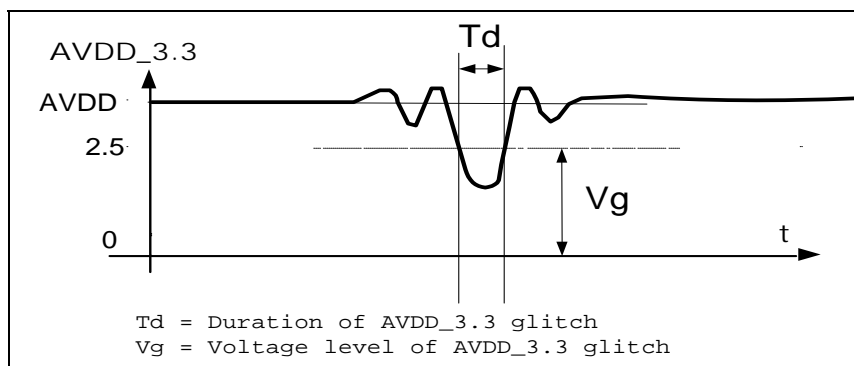 Td
AVDD_3.3
AVDD
2.5
Vg
0
t
Td = Duration of AVDD_3.3 glitch
Vg = Voltage level of AVDD_3.3 glitch